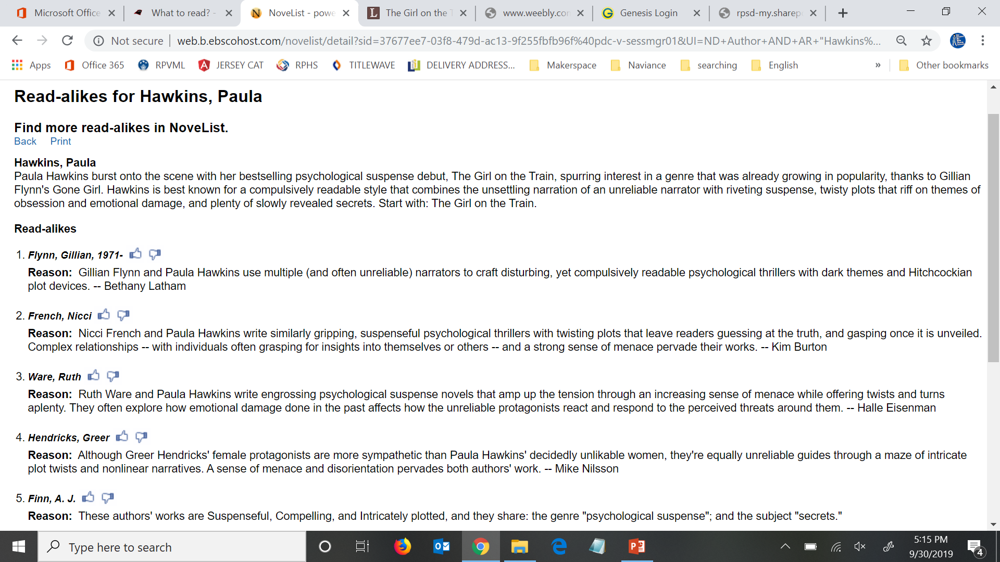 Microsoft Office
What to read? -
NoveList - powe
L
The Girl on the T
www.weebly.con
G
Genesis Login
rpsd-my.sharep
Not secure
web.b.ebscohost.com/novelist/detail?sid=37677ee7-03f8-479d-ac13-9f255fbfb96f%40pdc-v-sessmgr01&UI=ND+Author+AND+AR+"Hawkins%...
Apps
Office 365
RPVML
JERSEY CAT
RPHS
TITLEWAVE
DELIVERY ADDRESS...
Makerspace
Naviance
searching
English
»
Other bookmarks
Read-alikes for Hawkins, Paula
Find more read-alikes in NoveList.
Back Print
Hawkins, Paula
Paula Hawkins burst onto the scene with her bestselling psychological suspense debut, The Girl on the Train, spurring interest in a genre that was already growing in popularity, thanks to Gillian
Flynn's Gone Girl. Hawkins is best known for a compulsively readable style that combines the unsettling narration of an unreliable narrator with riveting suspense, twisty plots that riff on themes of
obsession and emotional damage, and plenty of slowly revealed secrets. Start with: The Girl on the Train.
Read-alikes
1. Flynn, Gillian, 1971-
Reason: Gillian Flynn and Paula Hawkins use multiple (and often unreliable) narrators to craft disturbing, yet compulsively readable psychological thrillers with dark themes and Hitchcockian
plot devices. -- Bethany Latham
2. French, Nicci
Reason: Nicci French and Paula Hawkins write similarly gripping, suspenseful psychological thrillers with twisting plots that leave readers guessing at the truth, and gasping once it is unveiled.
Complex relationships -- with individuals often grasping for insights into themselves or others -- and a strong sense of menace pervade their works. -- Kim Burton
3. Ware, Ruth
Reason: Ruth Ware and Paula Hawkins write engrossing psychological suspense novels that amp up the tension through an increasing sense of menace while offering twists and turns
aplenty. They often explore how emotional damage done in the past affects how the unreliable protagonists react and respond to the perceived threats around them. -- Halle Eisenman
4. Hendricks, Greer
Reason: Although Greer Hendricks' female protagonists are more sympathetic than Paula Hawkins' decidedly unlikable women, they're equally unreliable guides through a maze of intricate
plot twists and nonlinear narratives. A sense of menace and disorientation pervades both authors' work. -- Mike Nilsson
5. Finn, A. J.
Reason: These authors' works are Suspenseful, Compelling, and Intricately plotted, and they share: the genre "psychological suspense"; and the subject "secrets."
Type here to search
5:15 PM
9/30/2019
4